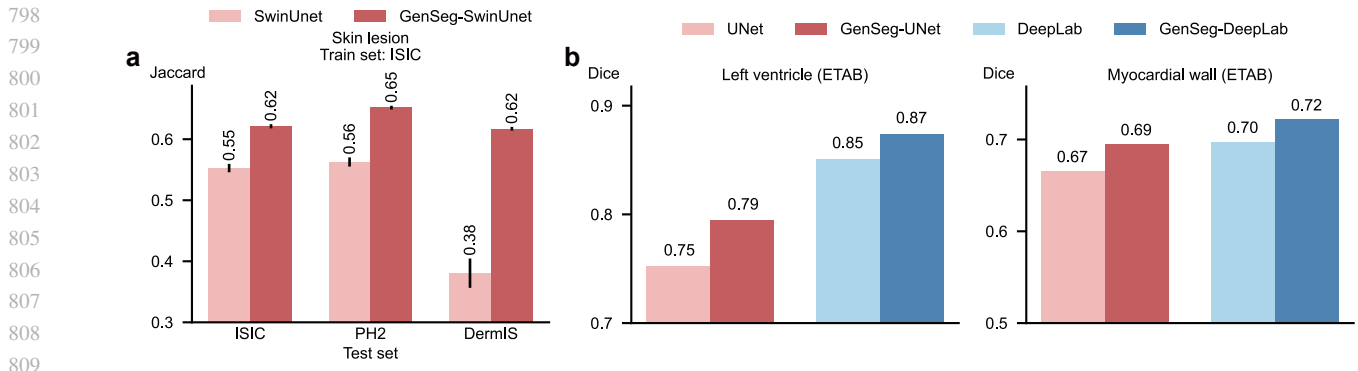 798
799
800
801
802
803
804
805
806
807
808
809
SwinUnet GenSeg-SwinUnet
a
Skin lesion
Train set: ISIC
Jaccard
0.6
0.5
0.4
0.3
0.55
0.62
0.56
0.65
0.38
0.62
ISIC PH2 DermIS
Test set
UNet GenSeg-UNet DeepLab GenSeg-DeepLab
b
Dice
Left ventricle (ETAB)
0.9
0.8
0.7
0.75
0.79
0.85
0.87
Dice
Myocardial wall (ETAB)
0.7
0.6
0.5
0.67
0.69
0.70
0.72